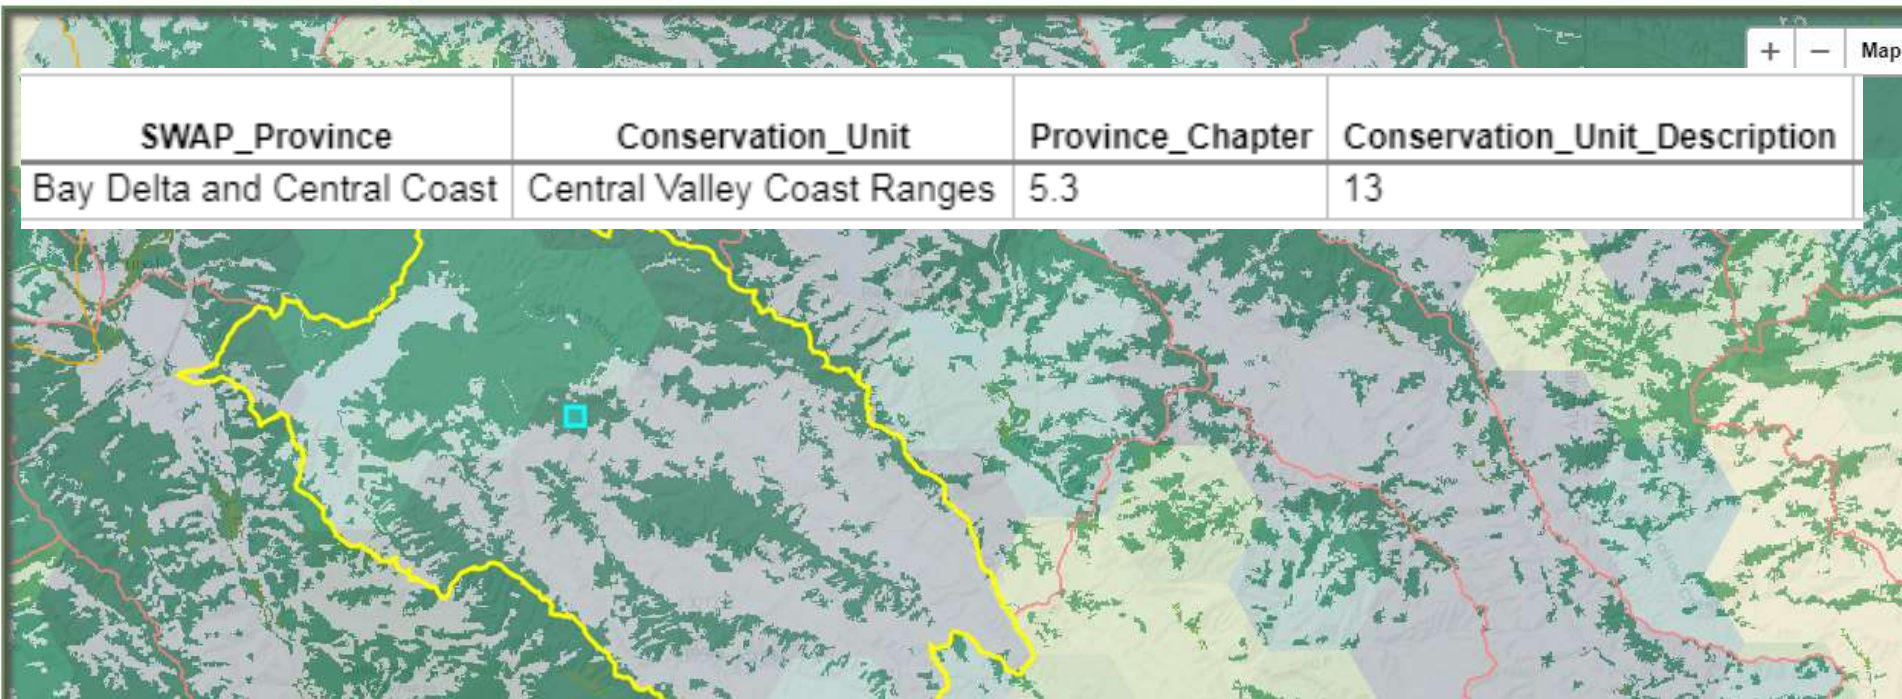 + − Map
SWAP_Province Conservation_Unit Province_Chapter Conservation_Unit_Description
Bay Delta and Central Coast Central Valley Coast Ranges 5.3 13